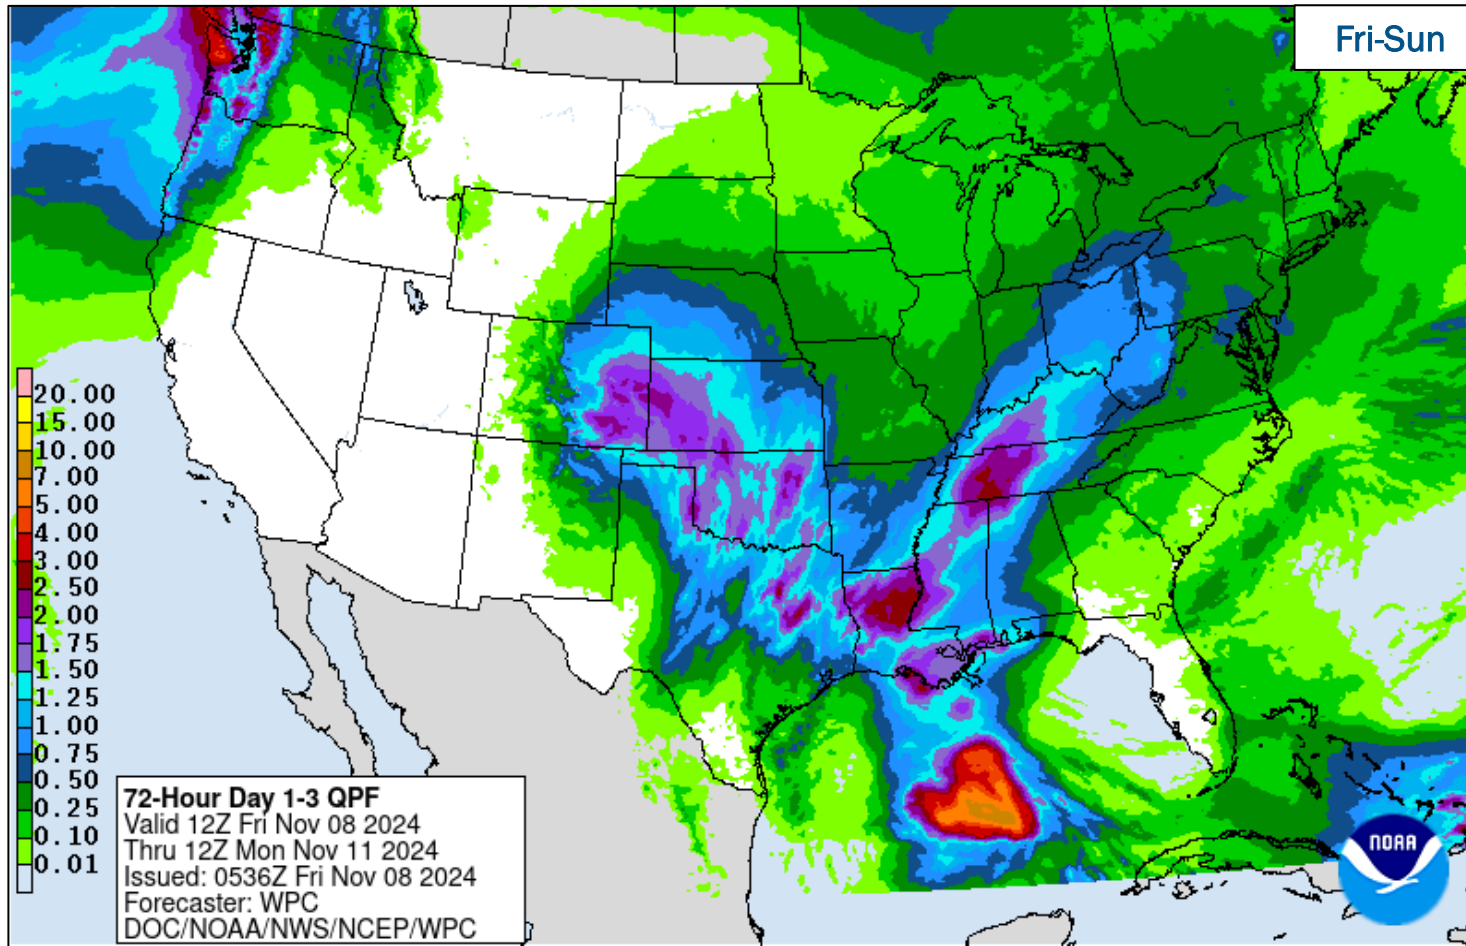 Fri-Sun
20.00
15.00
10.00
7.00
5.00
4.00
3.00
2.50
2.00
1.75
1.50
1.25
1.00
0.75
0.50
0.25
0.10
0.01
72-Hour Day 1-3 QPF
Valid 12Z Fri Nov 08 2024
Thru 12Z Mon Nov 11 2024
Issued: 0536Z Fri Nov 08 2024
Forecaster: WPC
DOC/NOAA/NWS/NCEP/WPC
NOAA